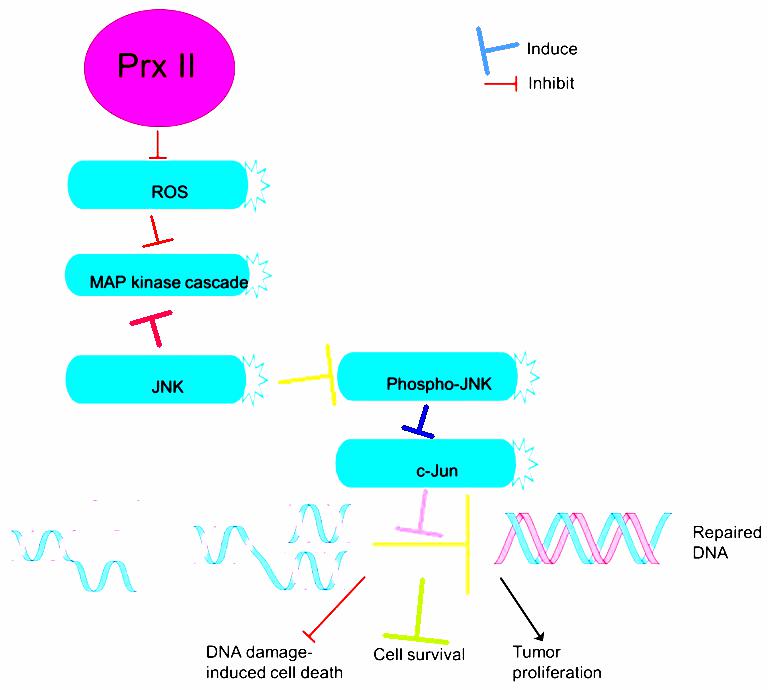 Prx II
Induce
Inhibit
ROS
MAP kinase cascade
JNK
Phospho-JNK
c-Jun
Repaired
DNA
DNA damage-
induced cell death
Cell survival
Tumor
proliferation